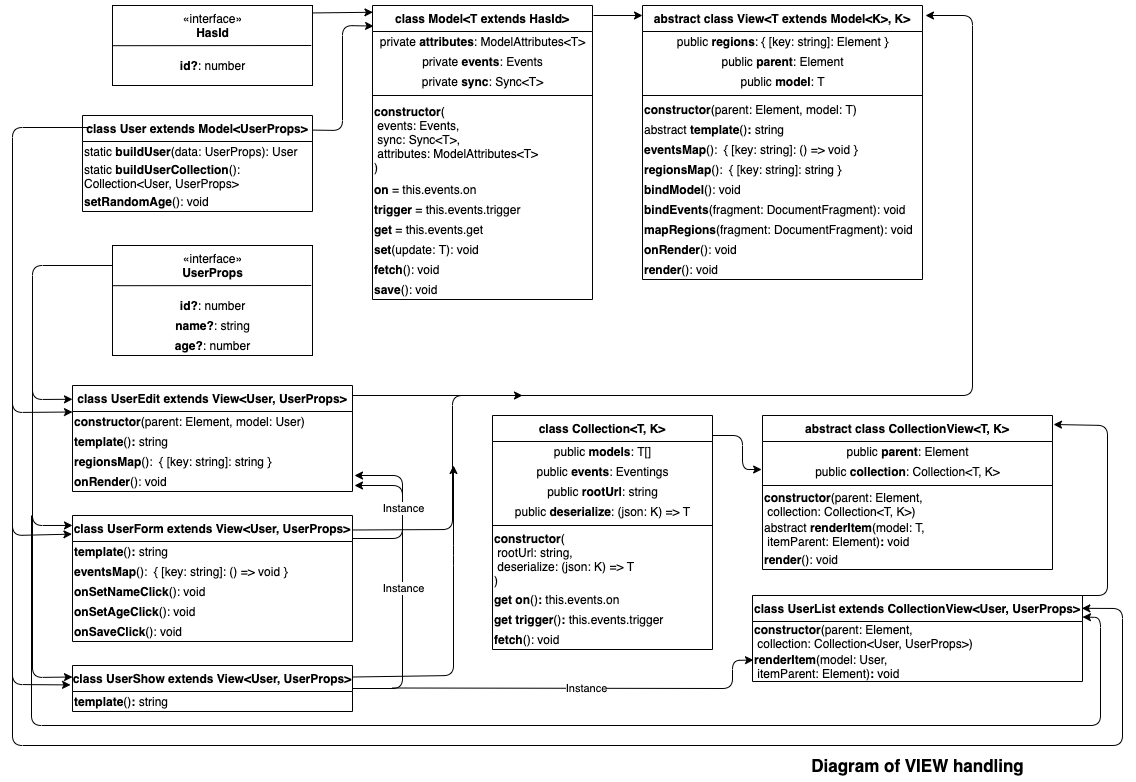 «interface»
HasId
id?: number
class Model<T extends HasId>
private attributes: ModelAttributes<T>
private events: Events
private sync: Sync<T>
constructor(
events: Events,
sync: Sync<T>,
attributes: ModelAttributes<T>
)
on = this.events.on
trigger = this.events.trigger
get = this.events.get
set(update: T): void
fetch(): void
save(): void
abstract class View<T extends Model<K>, K>
public regions: { [key: string]: Element }
public parent: Element
public model: T
constructor(parent: Element, model: T)
abstract template(): string
eventsMap(): { [key: string]: () => void }
regionsMap(): { [key: string]: string }
bindModel(): void
bindEvents(fragment: DocumentFragment): void
mapRegions(fragment: DocumentFragment): void
onRender(): void
render(): void
class User extends Model<UserProps>
static buildUser(data: UserProps): User
static buildUserCollection():
Collection<User, UserProps>
setRandomAge(): void
«interface»
UserProps
id?: number
name?: string
age?: number
class UserEdit extends View<User, UserProps>
constructor(parent: Element, model: User)
template(): string
regionsMap(): { [key: string]: string }
onRender(): void
Instance
class UserForm extends View<User, UserProps>
template(): string
eventsMap(): { [key: string]: () => void }
onSetNameClick(): void
onSetAgeClick(): void
onSaveClick(): void
Instance
class UserShow extends View<User, UserProps>
template(): string
Instance
class Collection<T, K>
public models: T[]
public events: Eventings
public rootUrl: string
public deserialize: (json: K) => T
constructor(
rootUrl: string,
deserialize: (json: K) => T
)
get on(): this.events.on
get trigger(): this.events.trigger
fetch(): void
abstract class CollectionView<T, K>
public parent: Element
public collection: Collection<T, K>
constructor(parent: Element,
collection: Collection<T, K>)
abstract renderItem(model: T,
itemParent: Element): void
render(): void
class UserList extends CollectionView<User, UserProps>
constructor(parent: Element,
collection: Collection<User, UserProps>)
renderItem(model: User,
itemParent: Element): void
Diagram of VIEW handling